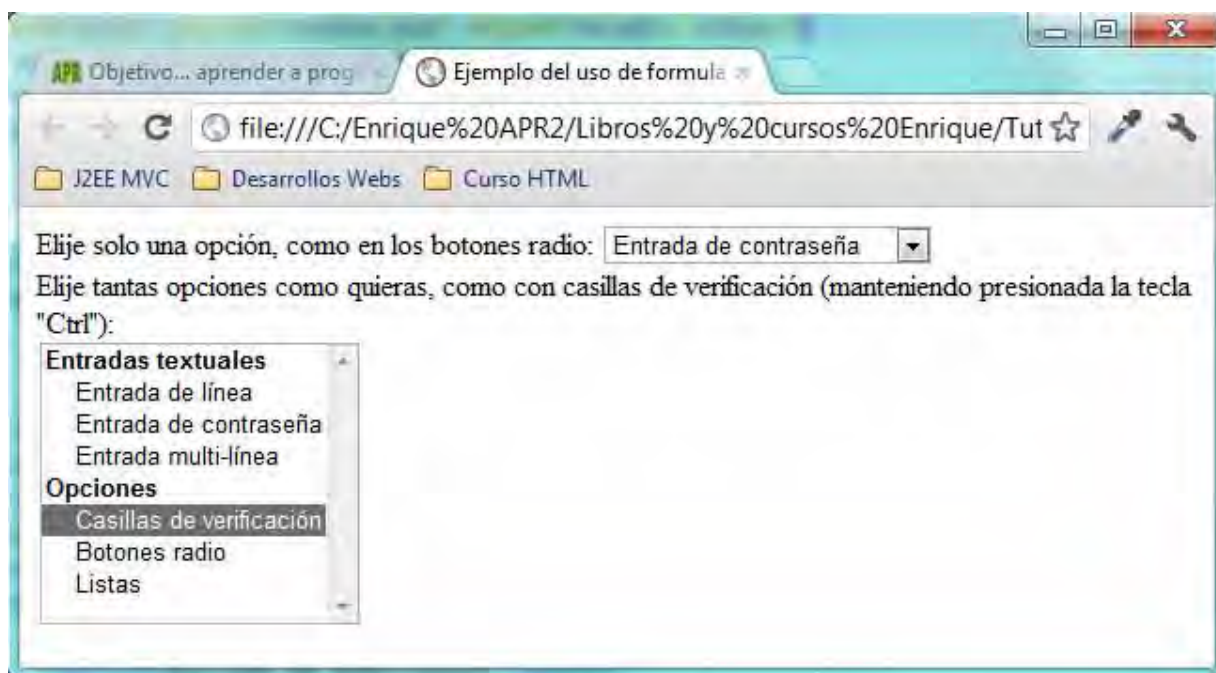 APR Objetivo... aprender a prog
Ejemplo del uso de formula
file:///C:/Enrique%20APR2/Libros%20y%20cursos%20Enrique/Tut
J2EE MVC Desarrollos Webs Curso HTML
Elije solo una opción, como en los botones radio: Entrada de contraseña
Elije tantas opciones como quieras, como con casillas de verificación (manteniendo presionada la tecla
"Ctrl"):
Entradas textuales
Entrada de línea
Entrada de contraseña
Entrada multi-línea
Opciones
Casillas de verificación
Botones radio
Listas